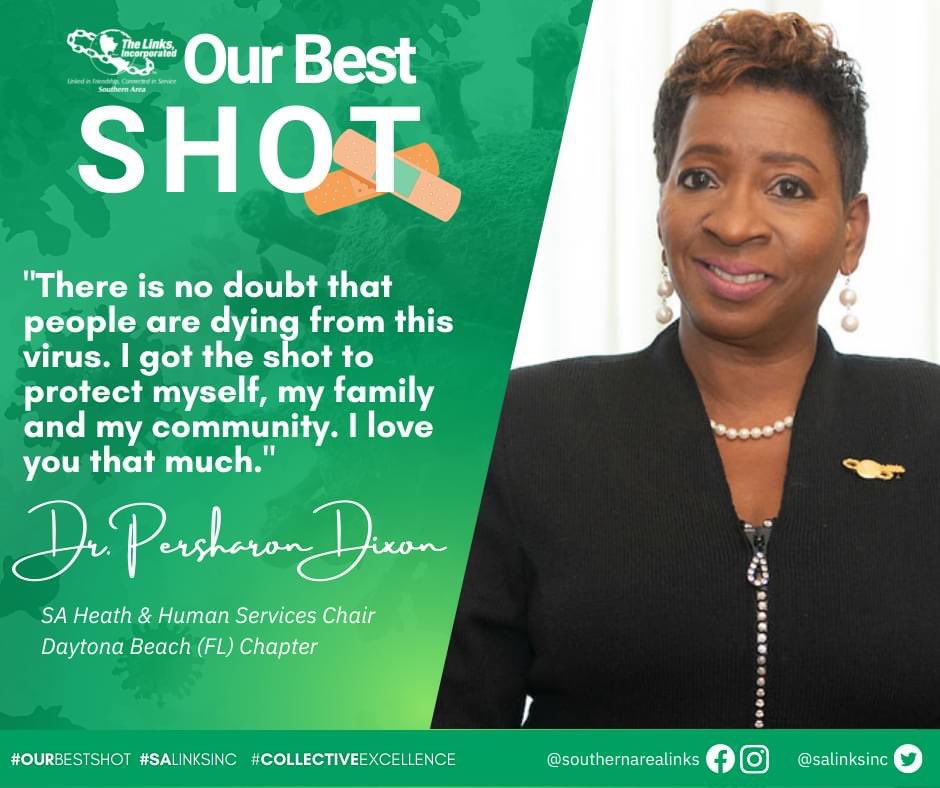 The Links,
Incorporated
Linked in Friendship, Connected in Service
Southern Area
Our Best
SHOT
"There is no doubt that
people are dying from this
virus. I got the shot to
protect myself, my family
and my community. I love
you that much."
Dr. Persharon Dixon
SA Heath & Human Services Chair
Daytona Beach (FL) Chapter
#OURBESTSHOT #SALINKSINC #COLLECTIVEEXCELLENCE
@southernarealinks @salinksinc